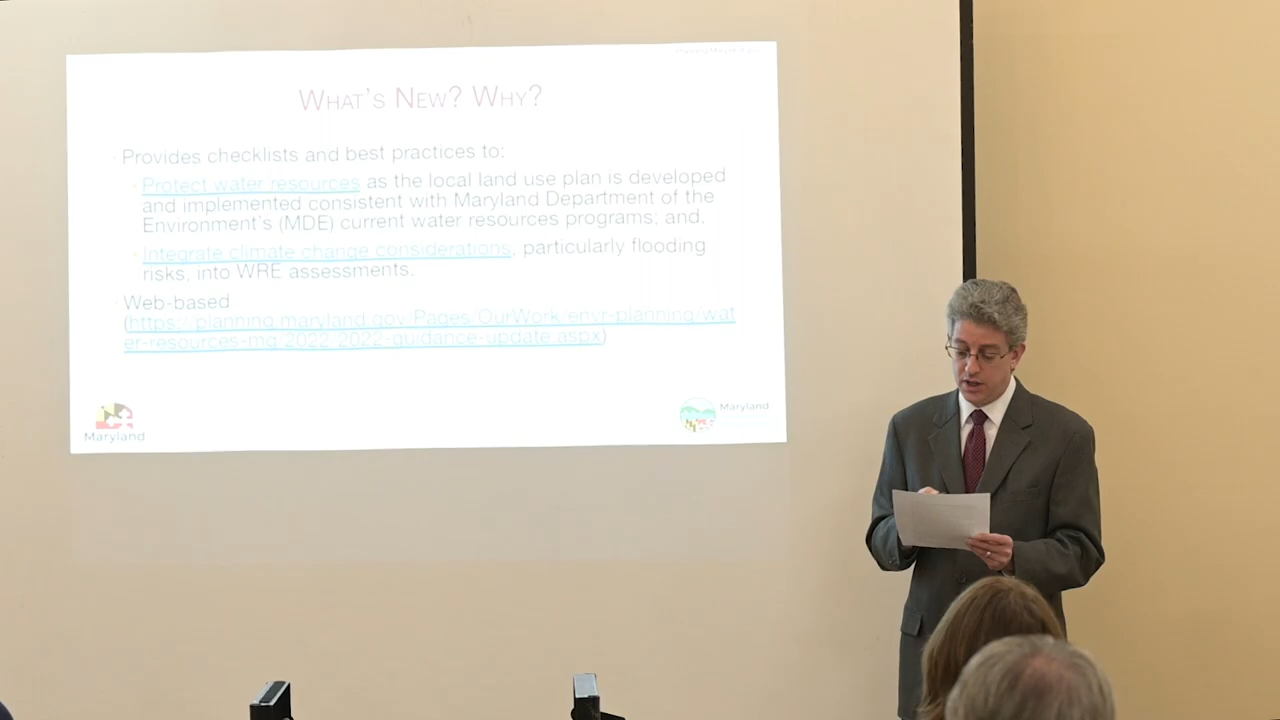 What's New? Why?
Provides checklists and best practices to:
Protect water resources as the local land use plan is developed
and implemented consistent with Maryland Department of the
Environment's (MDE) current water resources programs; and,
Integrate climate change considerations, particularly flooding
risks, into WRE assessments.
Web-based
(https://planning.maryland.gov/Pages/OurWork/envr-planning/wat
er-resources-mg/2022/2022-guidance-update.aspx)
Maryland
Maryland